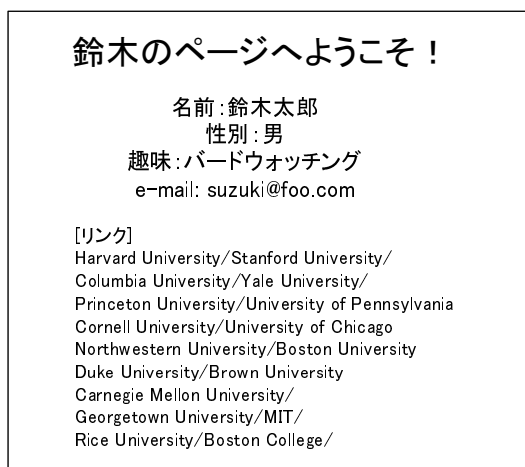 鈴木のページへようこそ！
名前:鈴木太郎
性別:男
趣味:バードウォッチング
e-mail: suzuki@foo.com
[リンク]
Harvard University/Stanford University/
Columbia University/Yale University/
Princeton University/University of Pennsylvania
Cornell University/University of Chicago
Northwestern University/Boston University
Duke University/Brown University
Carnegie Mellon University/
Georgetown University/MIT/
Rice University/Boston College/